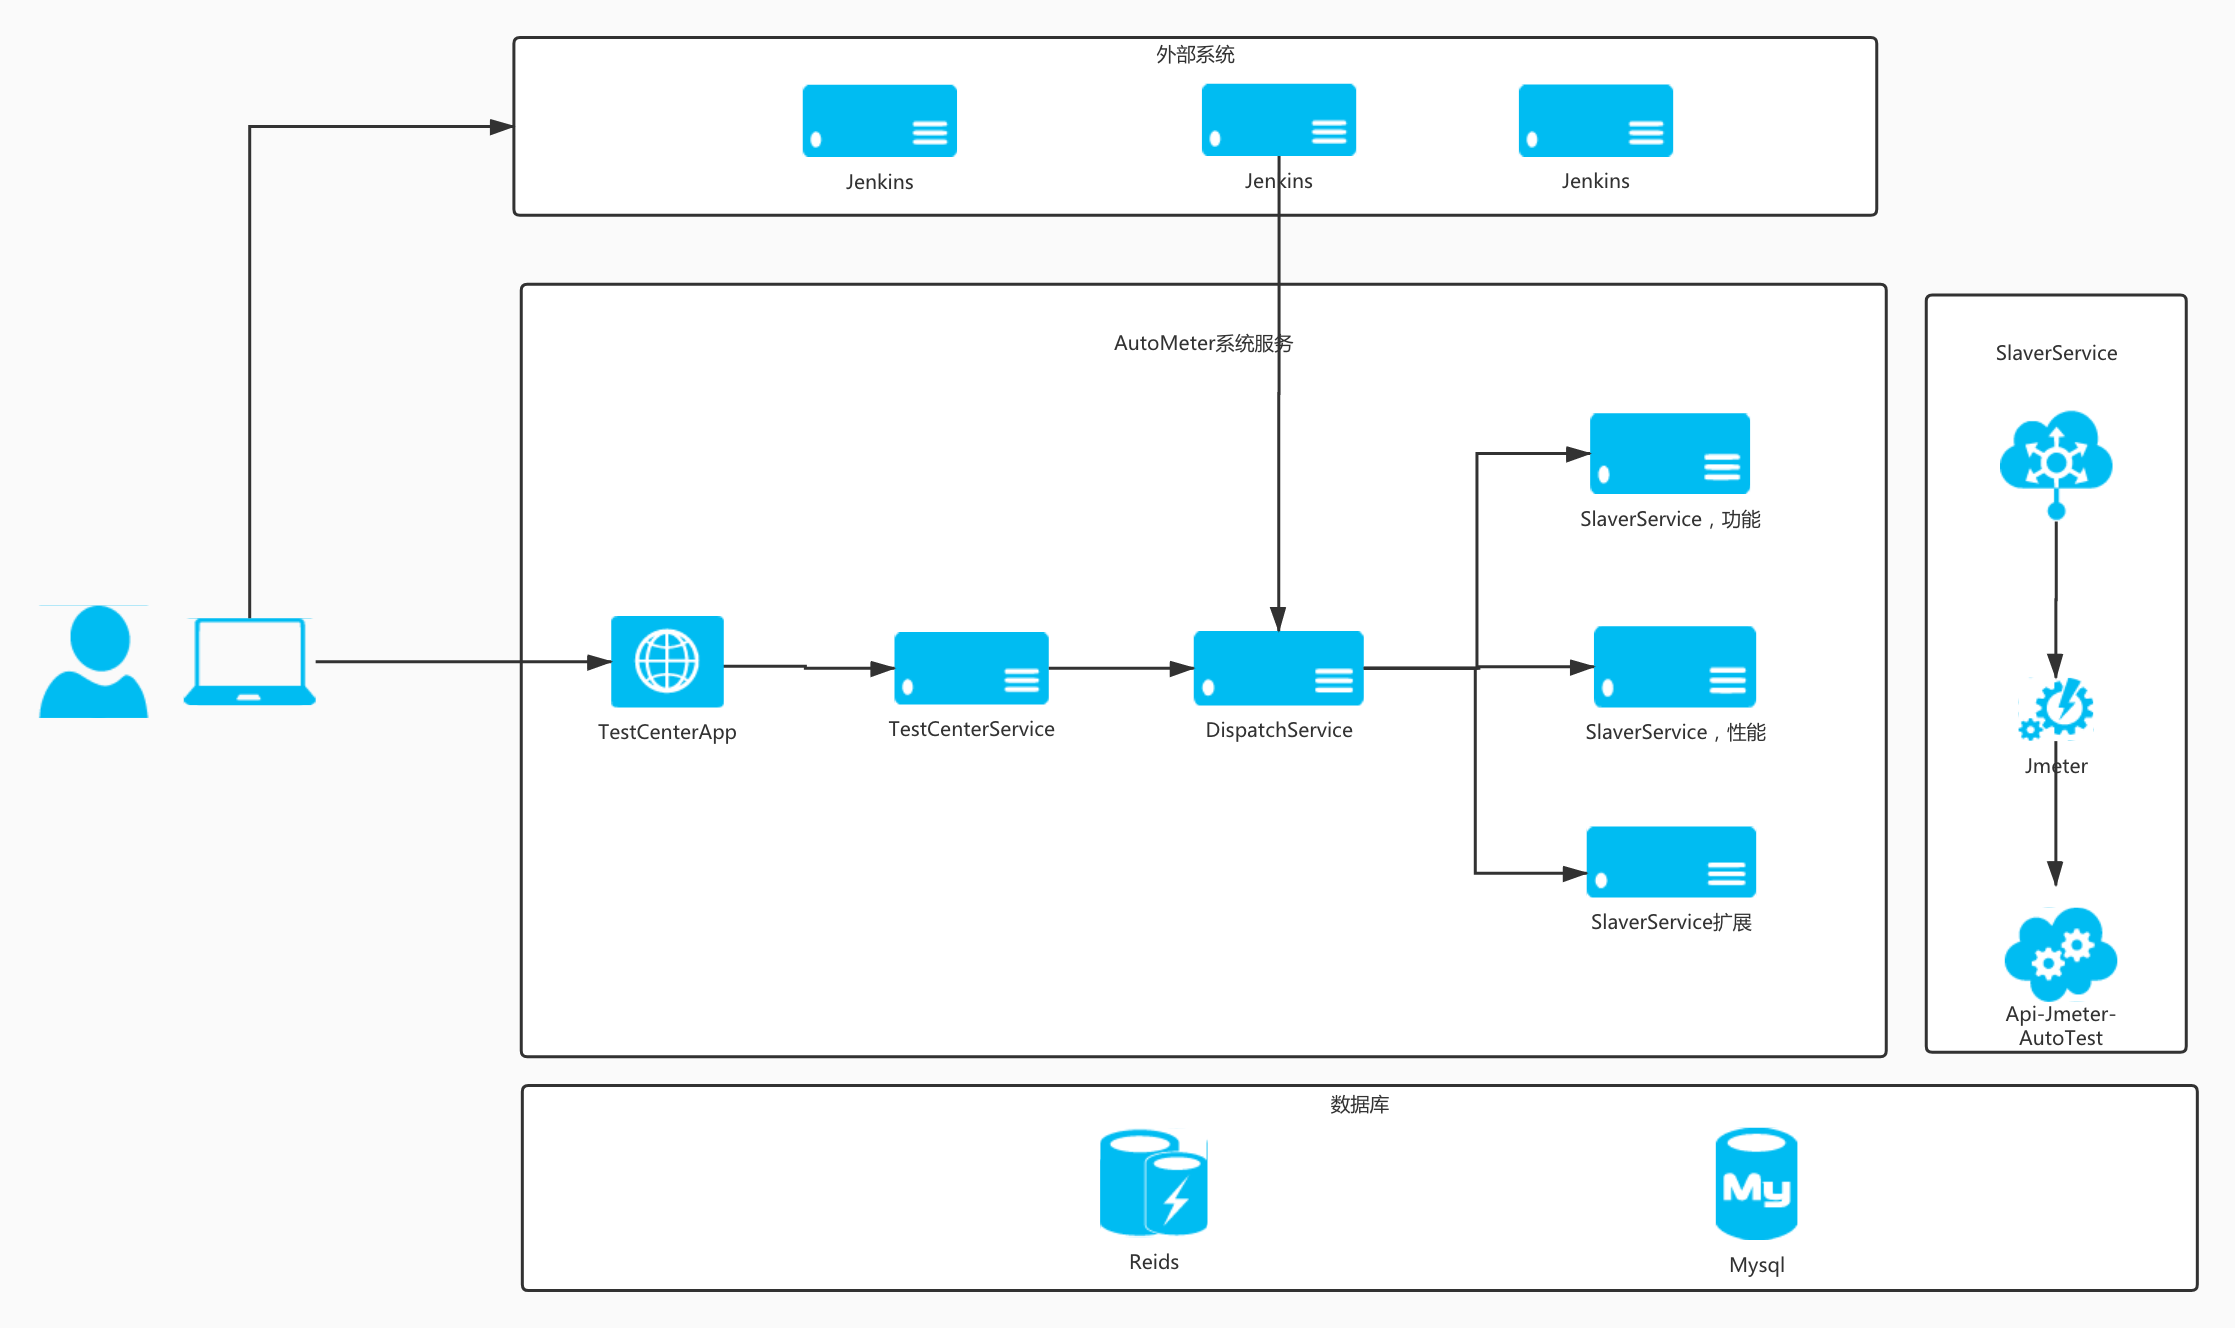 外部系统
Jenkins
Jenkins
Jenkins
AutoMeter系统服务
SlaverService
SlaverService，功能
TestCenterApp
TestCenterService
DispatchService
SlaverService，性能
Jmeter
SlaverService扩展
Api-Jmeter-
AutoTest
数据库
My
Reids
Mysql